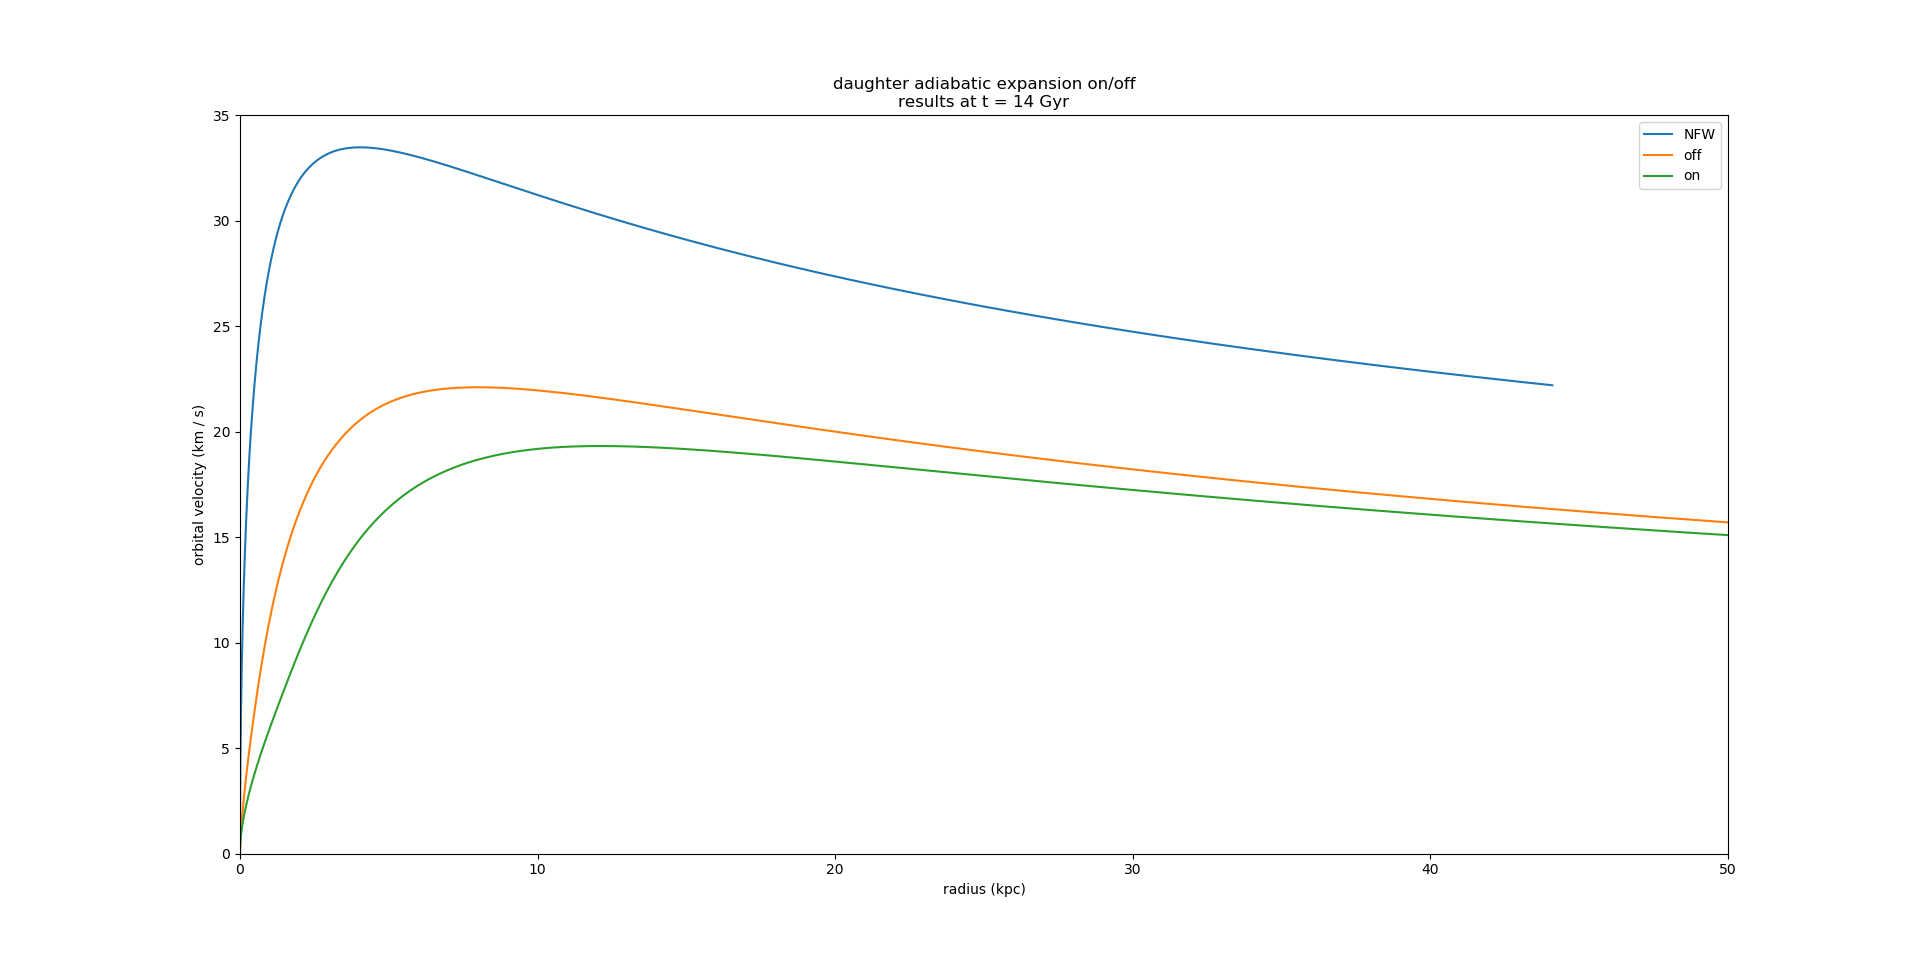 daughter adiabatic expansion on/off
results at t = 14 Gyr
35
30
25
20
15
10
5
0
orbital velocity (km / s)
0 10 20 30 40 50
radius (kpc)
NFW
off
on